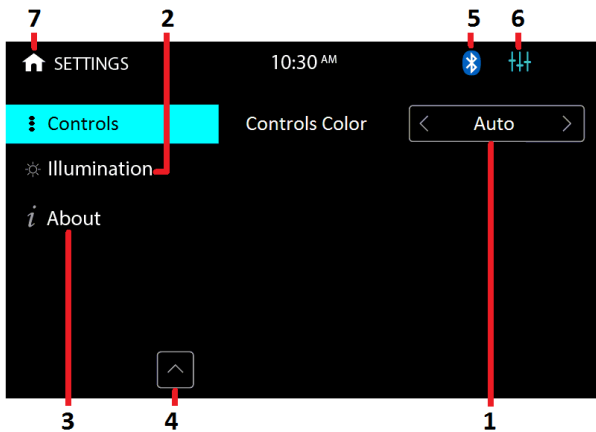 7 2 5 6
SETTINGS 10:30 AM
Controls Controls Color < Auto >
Illumination
i About
3 4 1